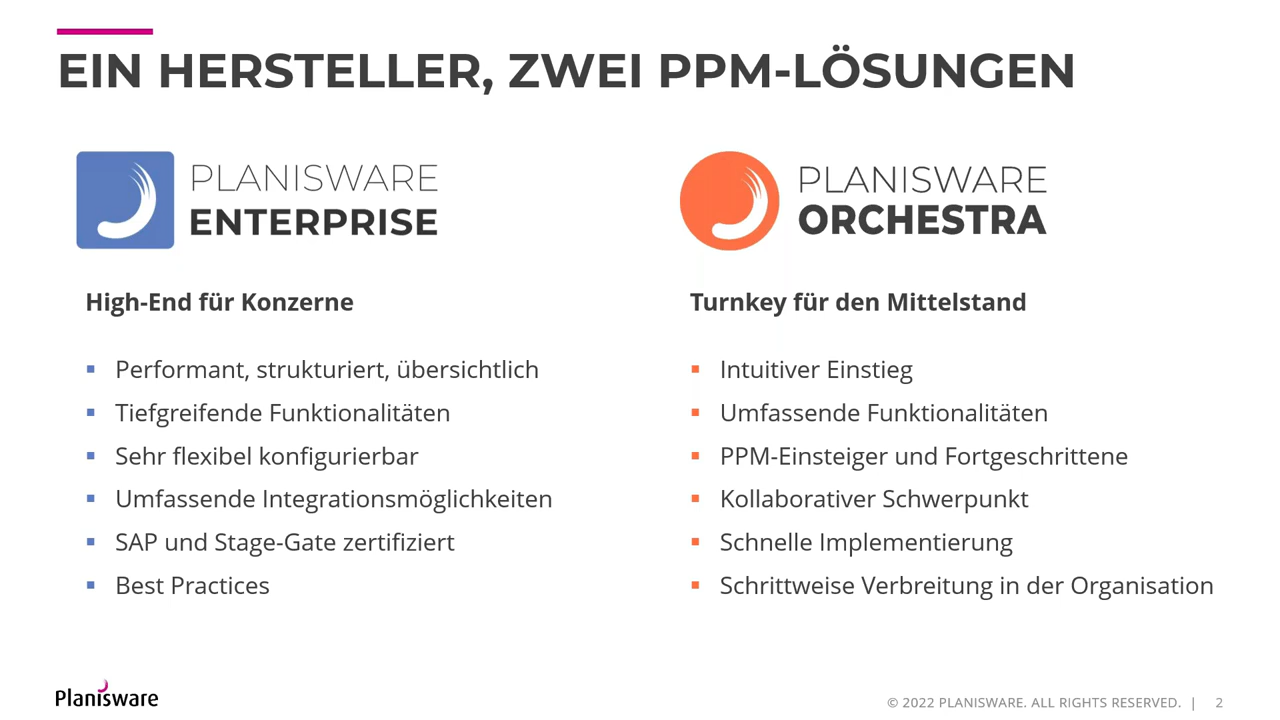 EIN HERSTELLER, ZWEI PPM-LÖSUNGEN
PLANISWARE
ENTERPRISE
High-End für Konzerne
Performant, strukturiert, übersichtlich
Tiefgreifende Funktionalitäten
Sehr flexibel konfigurierbar
Umfassende Integrationsmöglichkeiten
SAP und Stage-Gate zertifiziert
Best Practices
PLANISWARE
ORCHESTRA
Turnkey für den Mittelstand
Intuitiver Einstieg
Umfassende Funktionalitäten
PPM-Einsteiger und Fortgeschrittene
Kollaborativer Schwerpunkt
Schnelle Implementierung
Schrittweise Verbreitung in der Organisation
Planisware
© 2022 PLANISWARE. ALL RIGHTS RESERVED. | 2